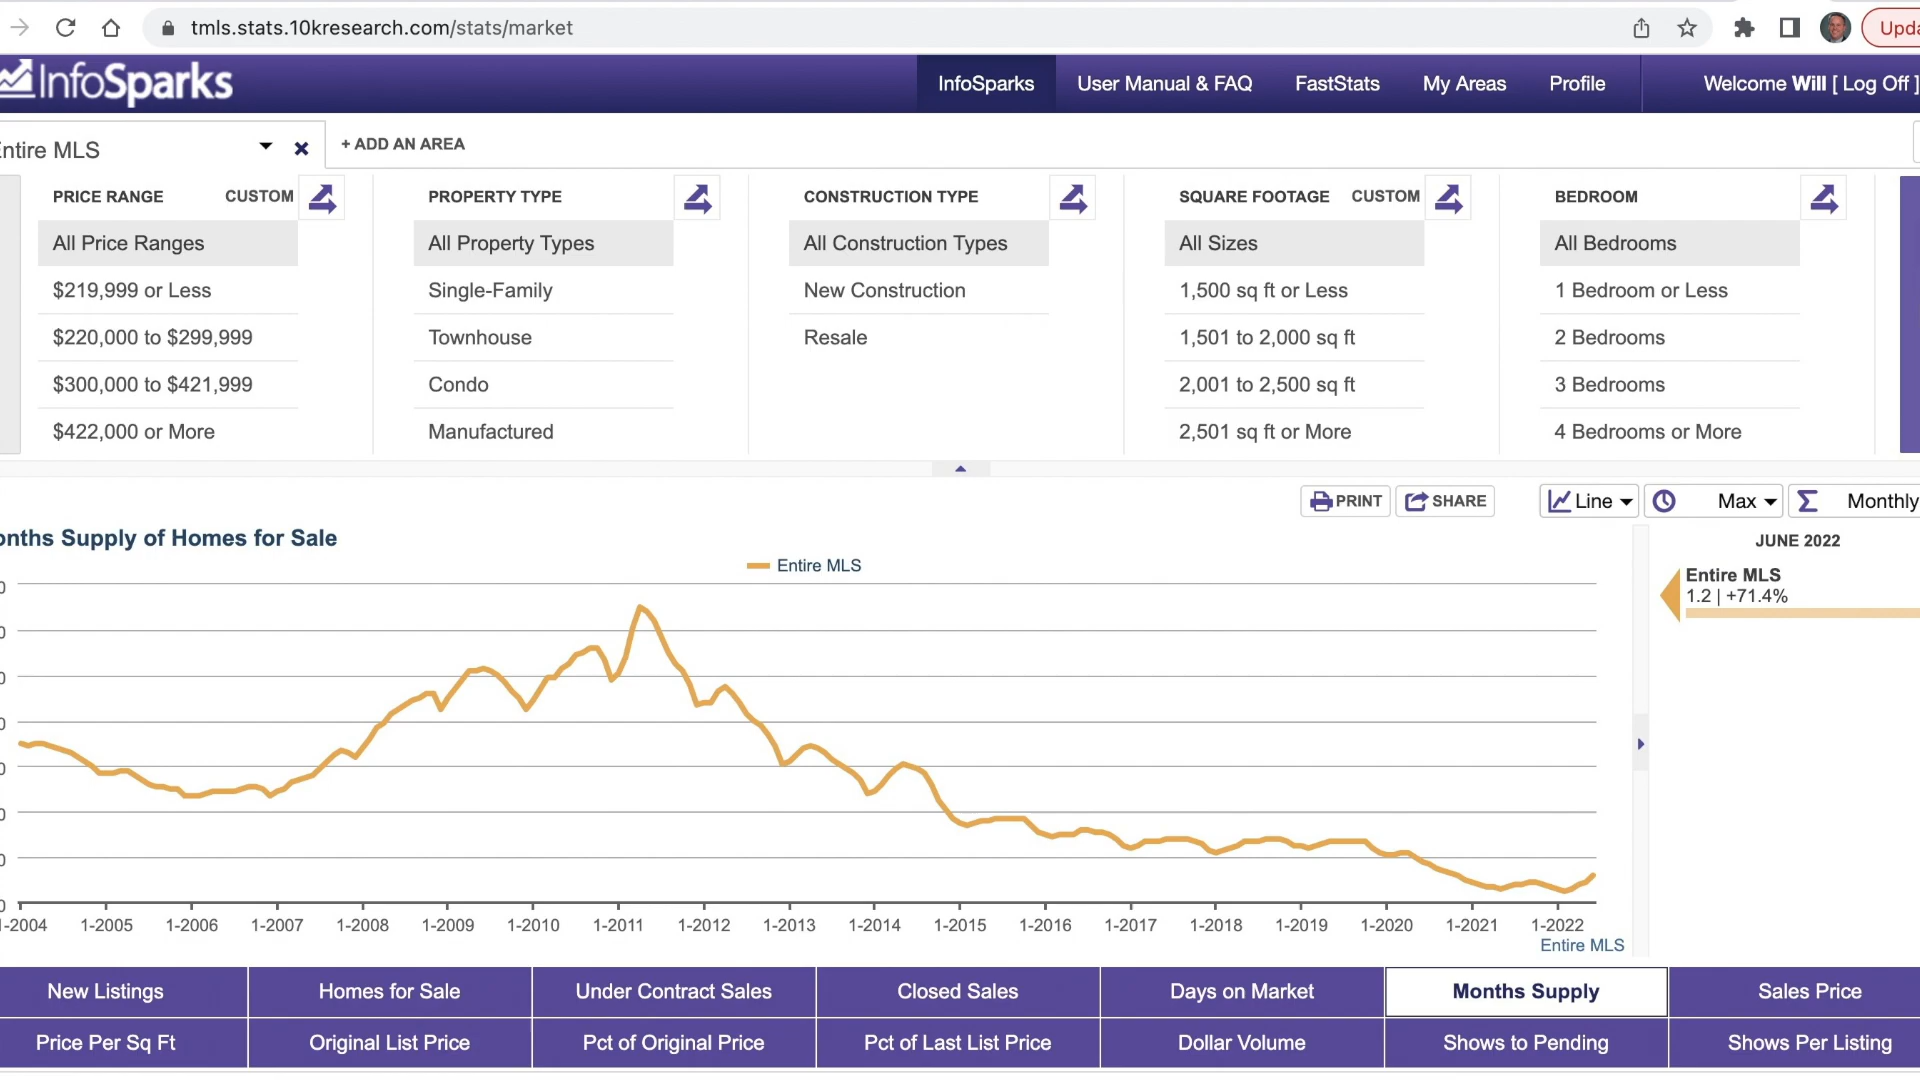 tmls.stats.10kresearch.com/stats/market
InfoSparks
InfoSparks
User Manual & FAQ
FastStats
My Areas
Profile
Welcome Will [ Log Off ]
MLS
+ ADD AN AREA
PRICE RANGE
CUSTOM
All Price Ranges
$219,999 or Less
$220,000 to $299,999
$300,000 to $421,999
$422,000 or More
PROPERTY TYPE
All Property Types
Single-Family
Townhouse
Condo
Manufactured
CONSTRUCTION TYPE
All Construction Types
New Construction
Resale
SQUARE FOOTAGE
CUSTOM
All Sizes
1,500 sq ft or Less
1,501 to 2,000 sq ft
2,001 to 2,500 sq ft
2,501 sq ft or More
BEDROOM
All Bedrooms
1 Bedroom or Less
2 Bedrooms
3 Bedrooms
4 Bedrooms or More
PRINT
SHARE
Line
Max
Monthly
Supply of Homes for Sale
Entire MLS
JUNE 2022
Entire MLS
1.2 | +71.4%
1-2004
1-2005
1-2006
1-2007
1-2008
1-2009
1-2010
1-2011
1-2012
1-2013
1-2014
1-2015
1-2016
1-2017
1-2018
1-2019
1-2020
1-2021
1-2022
Entire MLS
New Listings
Homes for Sale
Under Contract Sales
Closed Sales
Days on Market
Months Supply
Sales Price
Price Per Sq Ft
Original List Price
Pct of Original Price
Pct of Last List Price
Dollar Volume
Shows to Pending
Shows Per Listing